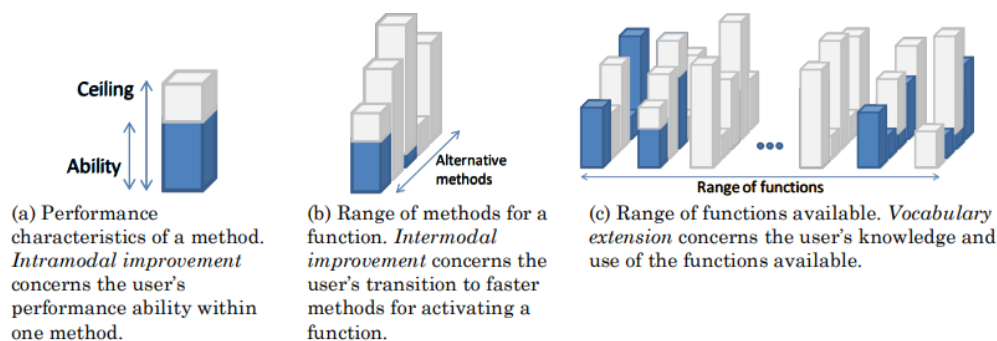 Ceiling
Ability
Alternative
methods
Range of functions
(a) Performance
characteristics of a method.
Intramodal improvement
concerns the user's
performance ability within
one method.
(b) Range of methods for a
function. Intermodal
improvement concerns the
user's transition to faster
methods for activating a
function.
(c) Range of functions available. Vocabulary
extension concerns the user's knowledge and
use of the functions available.